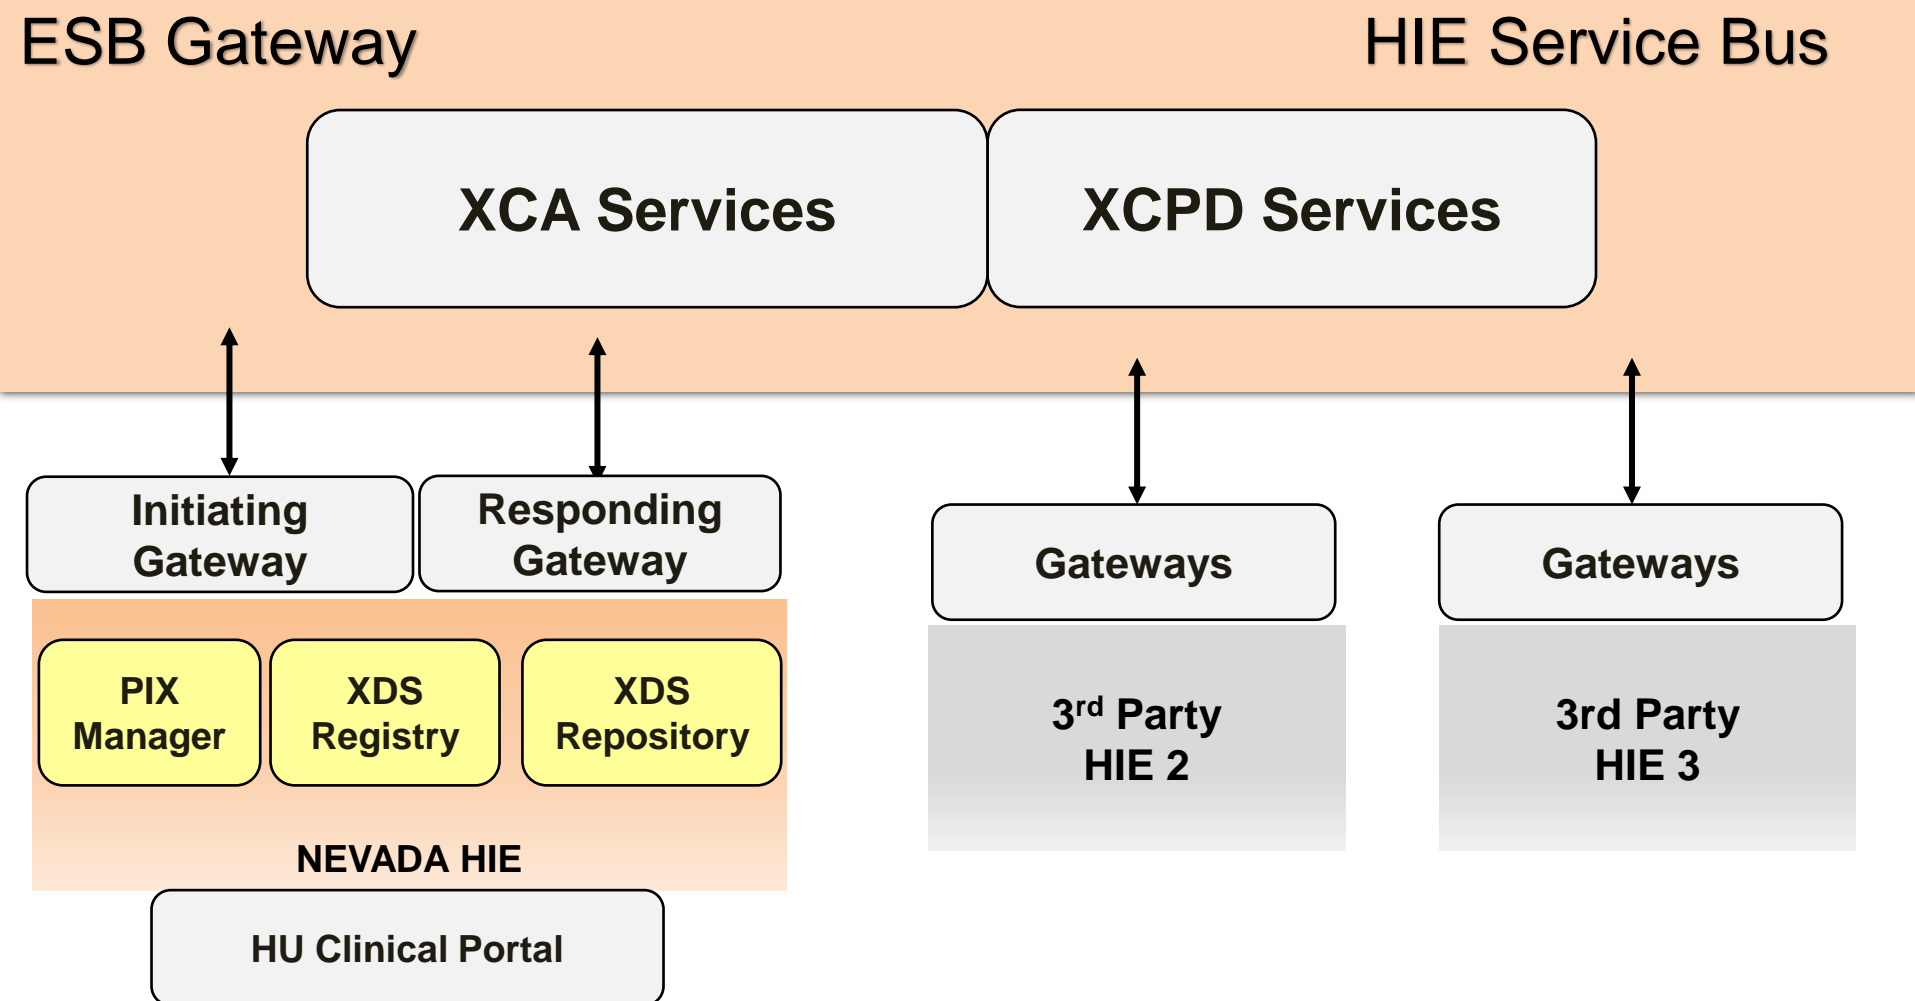 ESB Gateway
HIE Service Bus
XCA Services
XCPD Services
Initiating
Gateway
Responding
Gateway
Gateways
Gateways
PIX
Manager
XDS
Registry
XDS
Repository
3rd Party
HIE 2
3rd Party
HIE 3
NEVADA HIE
HU Clinical Portal